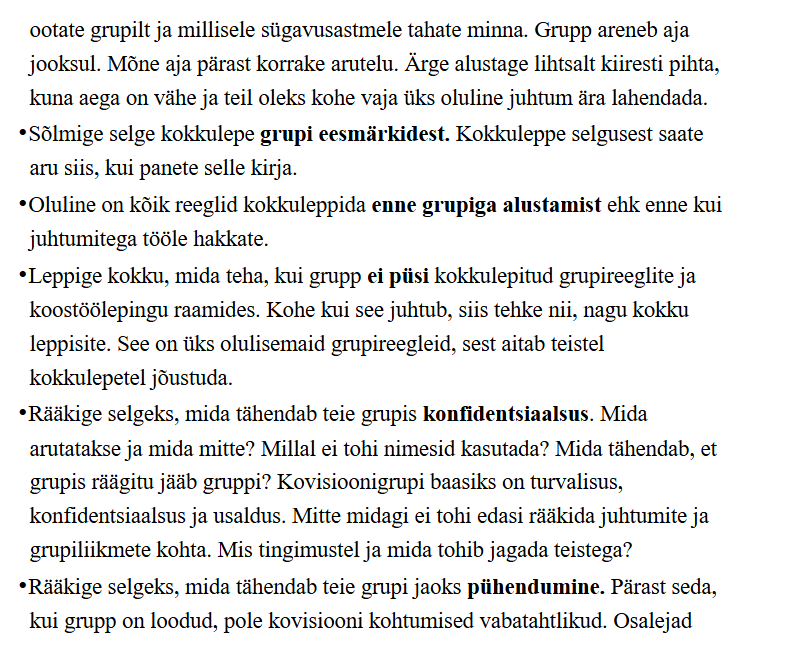 ootate grupilt ja millisele sügavusastmele tahate minna. Grupp areneb aja
jooksul. Mõne aja pärast korrake arutelu. Ärge alustage lihtsalt kiiresti pihta,
kuna aega on vähe ja teil oleks kohe vaja üks oluline juhtum ära lahendada.
•Sõlmige selge kokkulepe grupi eesmärkidest. Kokkuleppe selgusest saate
aru siis, kui panete selle kirja.
•Oluline on kõik reeglid kokkuleppida enne grupiga alustamist ehk enne kui
juhtumitega tööle hakkate.
•Leppige kokku, mida teha, kui grupp ei püsi kokkulepitud grupireeglite ja
koostöölepingu raamides. Kohe kui see juhtub, siis tehke nii, nagu kokku
leppisite. See on üks olulisemaid grupireegleid, sest aitab teistel
kokkulepetel jõustuda.
•Rääkige selgeks, mida tähendab teie grupis konfidentsiaalsus. Mida
arutatakse ja mida mitte? Millal ei tohi nimesid kasutada? Mida tähendab, et
grupis räägitu jääb gruppi? Kovisioonigrupi baasiks on turvalisus,
konfidentsiaalsus ja usaldus. Mitte midagi ei tohi edasi rääkida juhtumite ja
grupiliikmete kohta. Mis tingimustel ja mida tohib jagada teistega?
•Rääkige selgeks, mida tähendab teie grupi jaoks pühendumine. Pärast seda,
kui grupp on loodud, pole kovisiooni kohtumised vabatahtlikud. Osalejad